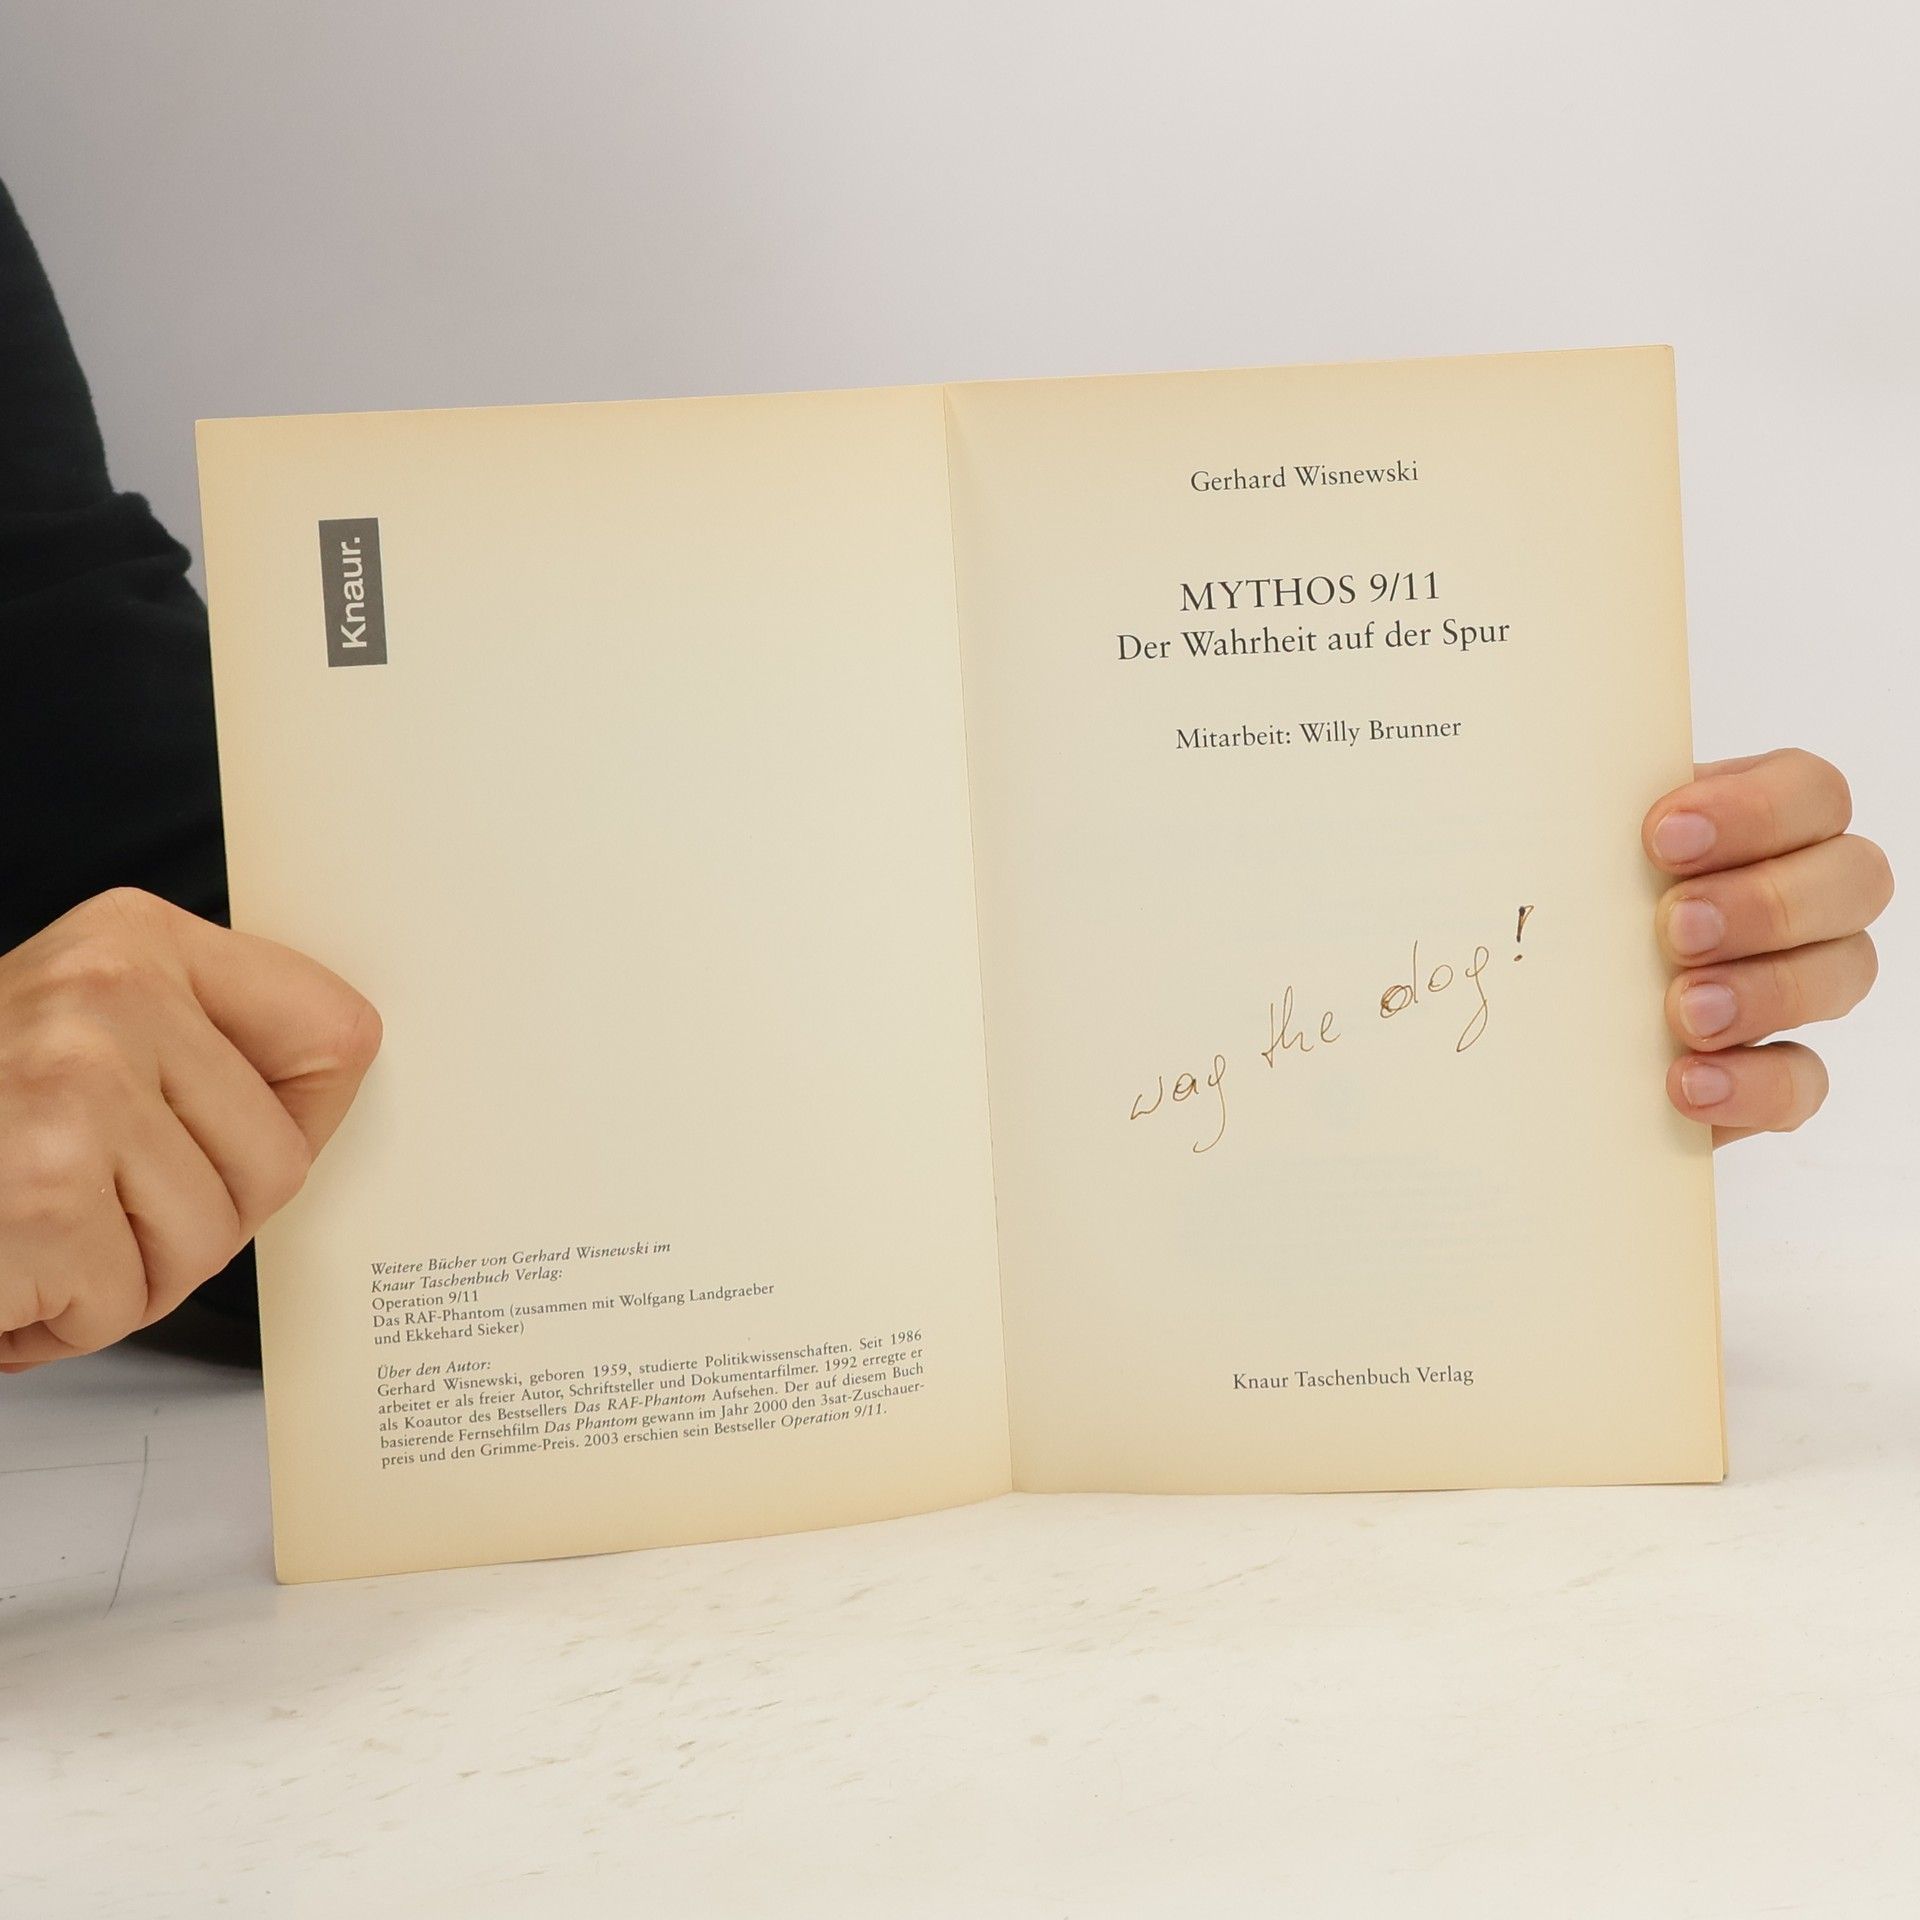 Knaur.
Weitere Bücher von Gerhard Wisnewski im
Knaur Taschenbuch Verlag:
Operation 9/11
Das RAF-Phantom (zusammen mit Wolfgang Landgraeber
und Ekkehard Sieker)
Über den Autor:
Gerhard Wisnewski, geboren 1959, studierte Politikwissenschaften. Seit 1986
arbeitet er als freier Autor, Schriftsteller und Dokumentarfilmer. 1992 erregte er
als Koautor des Bestsellers Das RAF-Phantom Aufsehen. Der auf diesem Buch
basierende Fernsehfilm Das Phantom gewann im Jahr 2000 den 3sat-Zuschauer-
preis und den Grimme-Preis. 2003 erschien sein Bestseller Operation 9/11.
Gerhard Wisnewski
MYTHOS 9/11
Der Wahrheit auf der Spur
Mitarbeit: Willy Brunner
wag the dog!
Knaur Taschenbuch Verlag